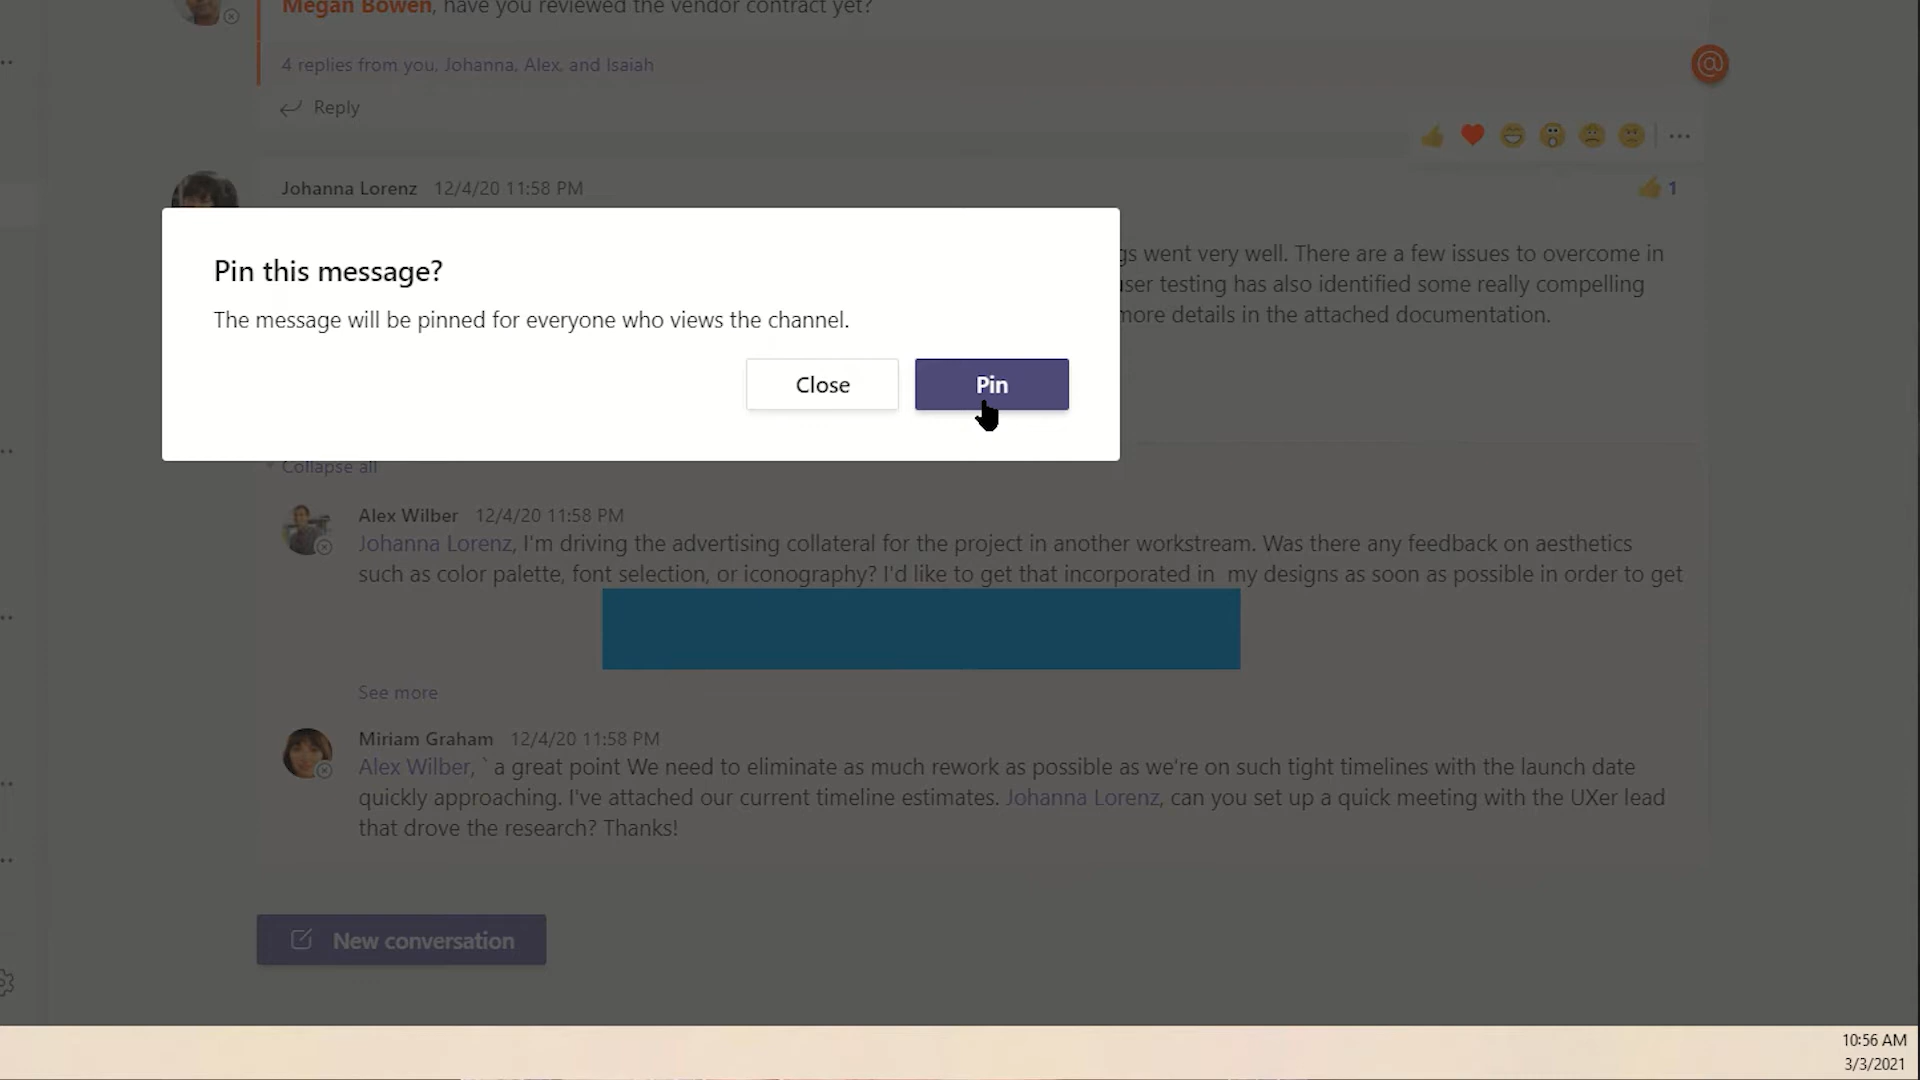 Megan Bowen, have you reviewed the vendor contract yet?
4 replies from you, Johanna, Alex, and Isaiah
Reply
Johanna Lorenz 12/4/20 11:58 PM
1
went very well. There are a few issues to overcome in
user testing has also identified some really compelling
more details in the attached documentation.
Pin this message?
The message will be pinned for everyone who views the channel.
Close
Pin
Collapse all
Alex Wilber 12/4/20 11:58 PM
Johanna Lorenz, I'm driving the advertising collateral for the project in another workstream. Was there any feedback on aesthetics
such as color palette, font selection, or iconography? I'd like to get that incorporated in my designs as soon as possible in order to get
See more
Miriam Graham 12/4/20 11:58 PM
Alex Wilber, ` a great point We need to eliminate as much rework as possible as we're on such tight timelines with the launch date
quickly approaching. I've attached our current timeline estimates. Johanna Lorenz, can you set up a quick meeting with the UXer lead
that drove the research? Thanks!
New conversation
10:56 AM
3/3/2021